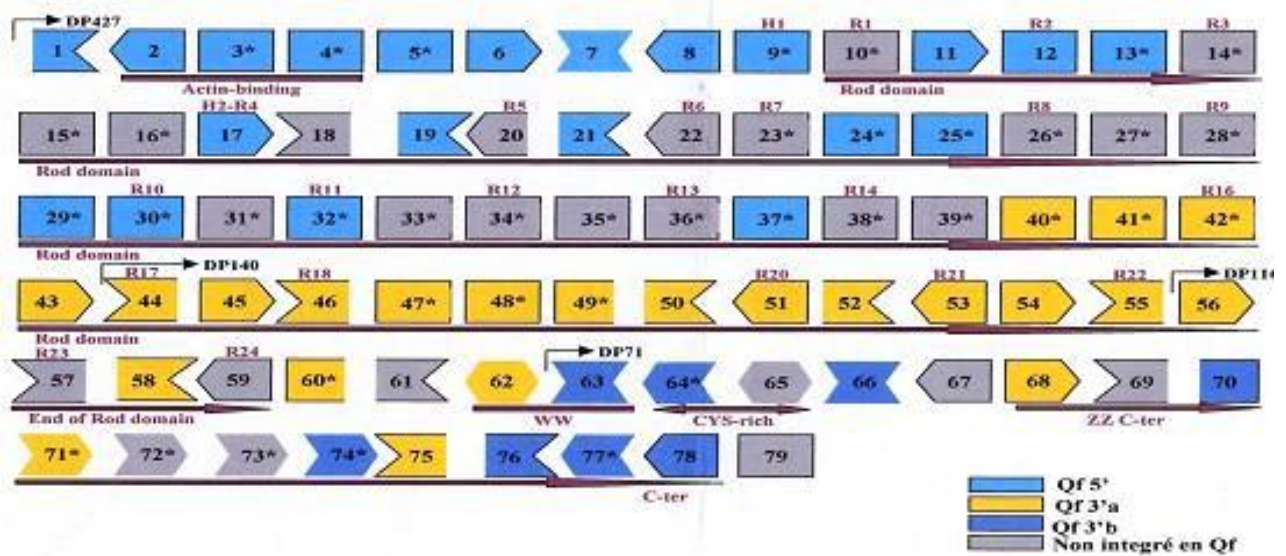 DP427
H1 R1 R2 R3
1 2 3* 4* 5* 6 7 8 9* 10* 11 12 13* 14*
Actin-binding Rod domain
H2-R4 R5 R6 R7 R8 R9
15* 16* 17 18 19 20 21 22 23* 24* 25* 26* 27* 28*
Rod domain
R10 R11 R12 R13 R14 R16
29* 30* 31* 32* 33* 34* 35* 36* 37* 38* 39* 40* 41* 42*
Rod domain
R17 DP140 R18 R20 R21 R22 DP116
43 44 45 46 47* 48* 49* 50 51 52 53 54 55 56
Rod domain
R23 R24 DP71
57 58 59 60* 61 62 63 64* 65 66 67 68 69 70
End of Rod domain WW CYS-rich ZZ C-ter
71* 72* 73* 74* 75 76 77* 78 79
C-ter
Qf 5'
Qf 3'a
Qf 3'b
Non integré en Qf